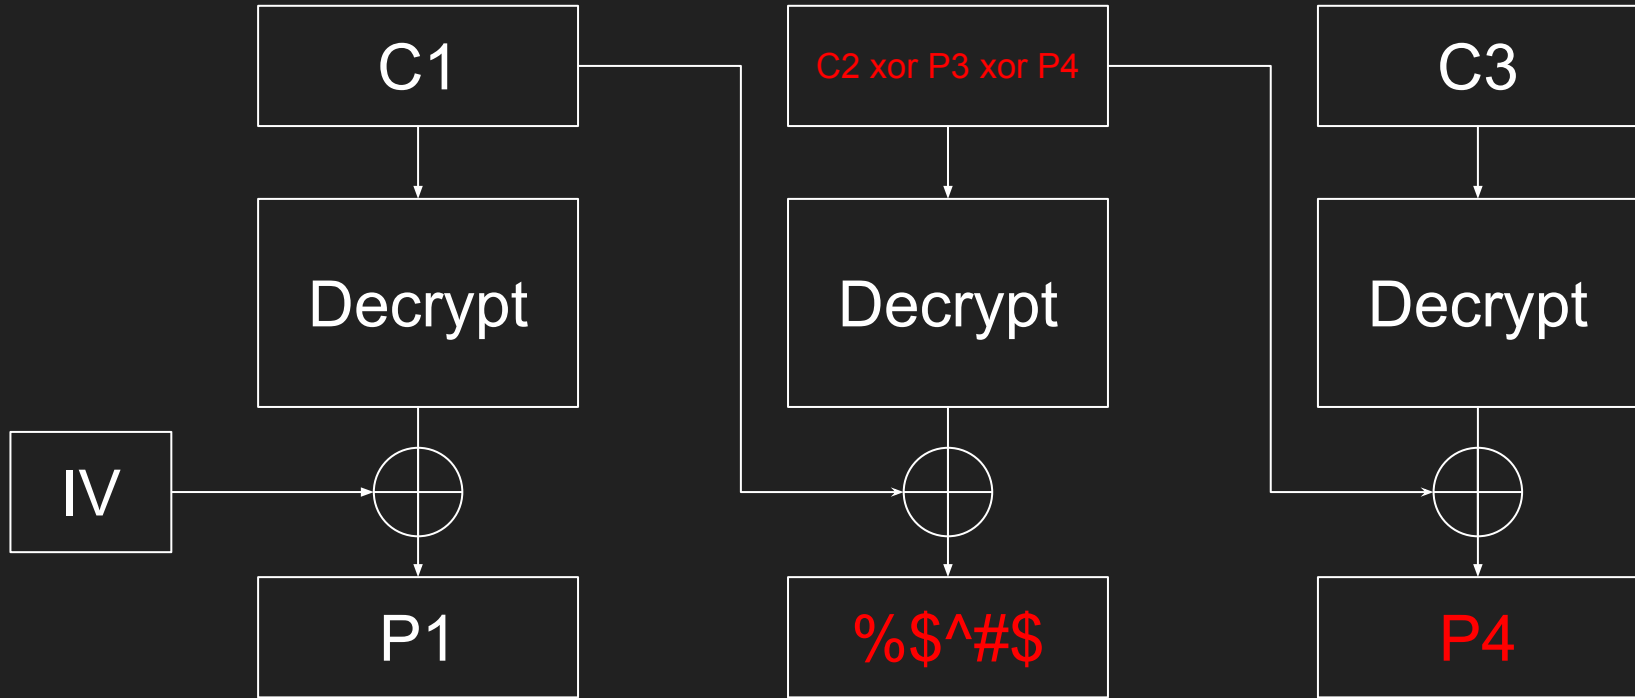 C1
C2 xor P3 xor P4
C3
Decrypt
Decrypt
Decrypt
IV
P1
%$^#$
P4